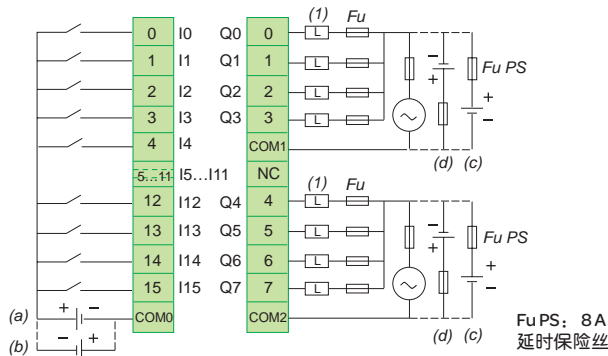 (1) Fu
0 I0 Q0 0 L
1 I1 Q1 1 L
2 I2 Q2 2 L
3 I3 Q3 3 L
4 I4 COM1
5...11 I5...I11 NC
12 I12 Q4 4 L
13 I13 Q5 5 L
14 I14 Q6 6 L
15 I15 Q7 7 L
COM0 COM2
(a) + −
(b) − +
− + Fu PS + −
(d) (c)
(1) Fu
− + Fu PS + −
(d) (c)
Fu PS：8A
延时保险丝